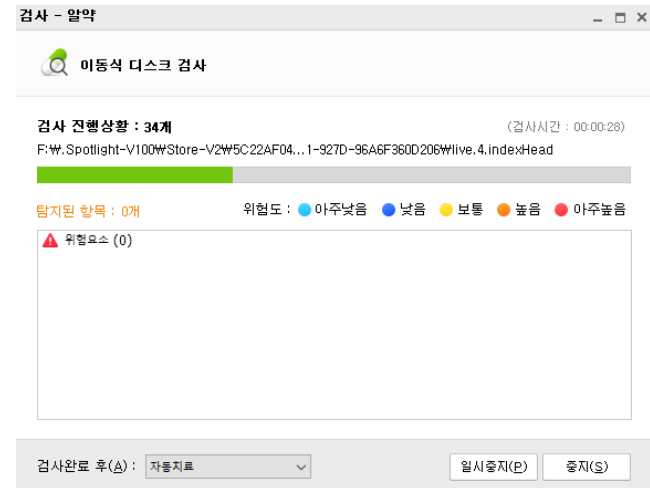 검사 - 알약
이동식 디스크 검사
검사 진행상황 : 34개 (검사시간 : 00:00:28)
F:₩.Spotlight-V100₩Store-V2₩5C22AF04...1-927D-96A6F360D206₩live.4.indexHead
탐지된 항목 : 0개 위험도 : 아주낮음 낮음 보통 높음 아주높음
위험요소 (0)
검사완료 후(A) : 자동치료 일시중지(P) 중지(S)